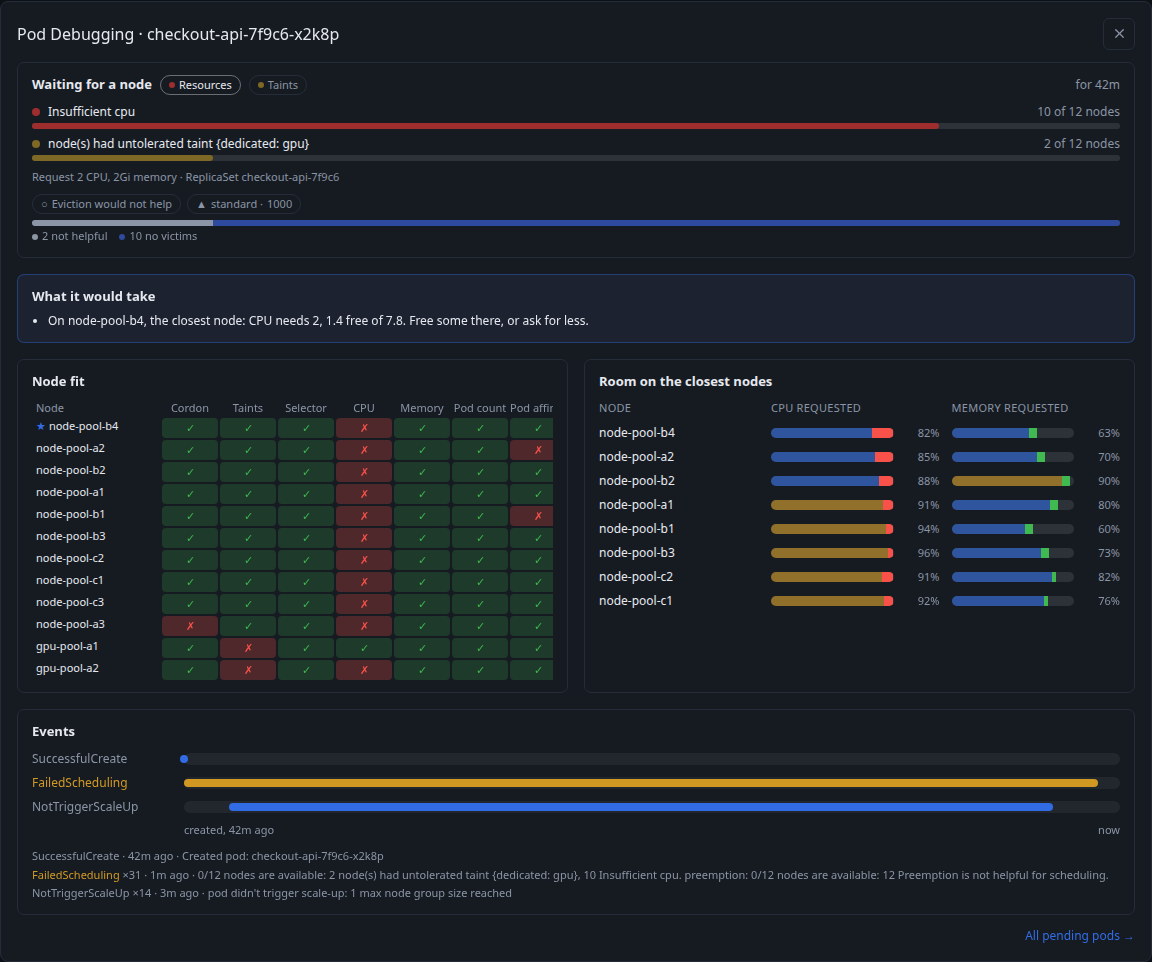 Pod Debugging · checkout-api-7f9c6-x2k8p
✕
Waiting for a node Resources Taints for 42m
Insufficient cpu 10 of 12 nodes
node(s) had untolerated taint {dedicated: gpu} 2 of 12 nodes
Request 2 CPU, 2Gi memory · ReplicaSet checkout-api-7f9c6
○ Eviction would not help ▲ standard · 1000
2 not helpful 10 no victims
What it would take
• On node-pool-b4, the closest node: CPU needs 2, 1.4 free of 7.8. Free some there, or ask for less.
Node fit
Node Cordon Taints Selector CPU Memory Pod count Pod affin
★ node-pool-b4 ✓ ✓ ✓ ✗ ✓ ✓ ✓
node-pool-a2 ✓ ✓ ✓ ✗ ✓ ✓ ✗
node-pool-b2 ✓ ✓ ✓ ✗ ✓ ✓ ✓
node-pool-a1 ✓ ✓ ✓ ✗ ✓ ✓ ✓
node-pool-b1 ✓ ✓ ✓ ✗ ✓ ✓ ✗
node-pool-b3 ✓ ✓ ✓ ✗ ✓ ✓ ✓
node-pool-c2 ✓ ✓ ✓ ✗ ✓ ✓ ✓
node-pool-c1 ✓ ✓ ✓ ✗ ✓ ✓ ✓
node-pool-c3 ✓ ✓ ✓ ✗ ✓ ✓ ✓
node-pool-a3 ✗ ✓ ✓ ✗ ✓ ✓ ✓
gpu-pool-a1 ✓ ✗ ✓ ✓ ✓ ✓ ✓
gpu-pool-a2 ✓ ✗ ✓ ✗ ✓ ✓ ✓
Room on the closest nodes
NODE CPU REQUESTED MEMORY REQUESTED
node-pool-b4 82% 63%
node-pool-a2 85% 70%
node-pool-b2 88% 90%
node-pool-a1 91% 80%
node-pool-b1 94% 60%
node-pool-b3 96% 73%
node-pool-c2 91% 82%
node-pool-c1 92% 76%
Events
SuccessfulCreate
FailedScheduling
NotTriggerScaleUp
created, 42m ago now
SuccessfulCreate · 42m ago · Created pod: checkout-api-7f9c6-x2k8p
FailedScheduling ×31 · 1m ago · 0/12 nodes are available: 2 node(s) had untolerated taint {dedicated: gpu}, 10 Insufficient cpu. preemption: 0/12 nodes are available: 12 Preemption is not helpful for scheduling.
NotTriggerScaleUp ×14 · 3m ago · pod didn't trigger scale-up: 1 max node group size reached
All pending pods →